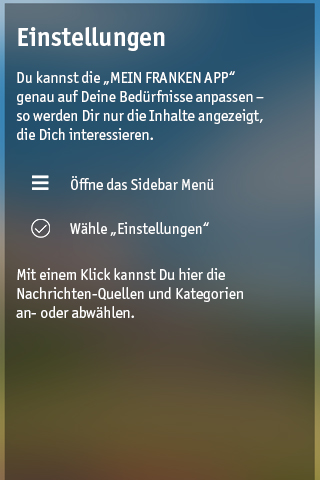 Einstellungen
Du kannst die „MEIN FRANKEN APP“
genau auf Deine Bedürfnisse anpassen –
so werden Dir nur die Inhalte angezeigt,
die Dich interessieren.
Öffne das Sidebar Menü
Wähle „Einstellungen“
Mit einem Klick kannst Du hier die
Nachrichten-Quellen und Kategorien
an- oder abwählen.